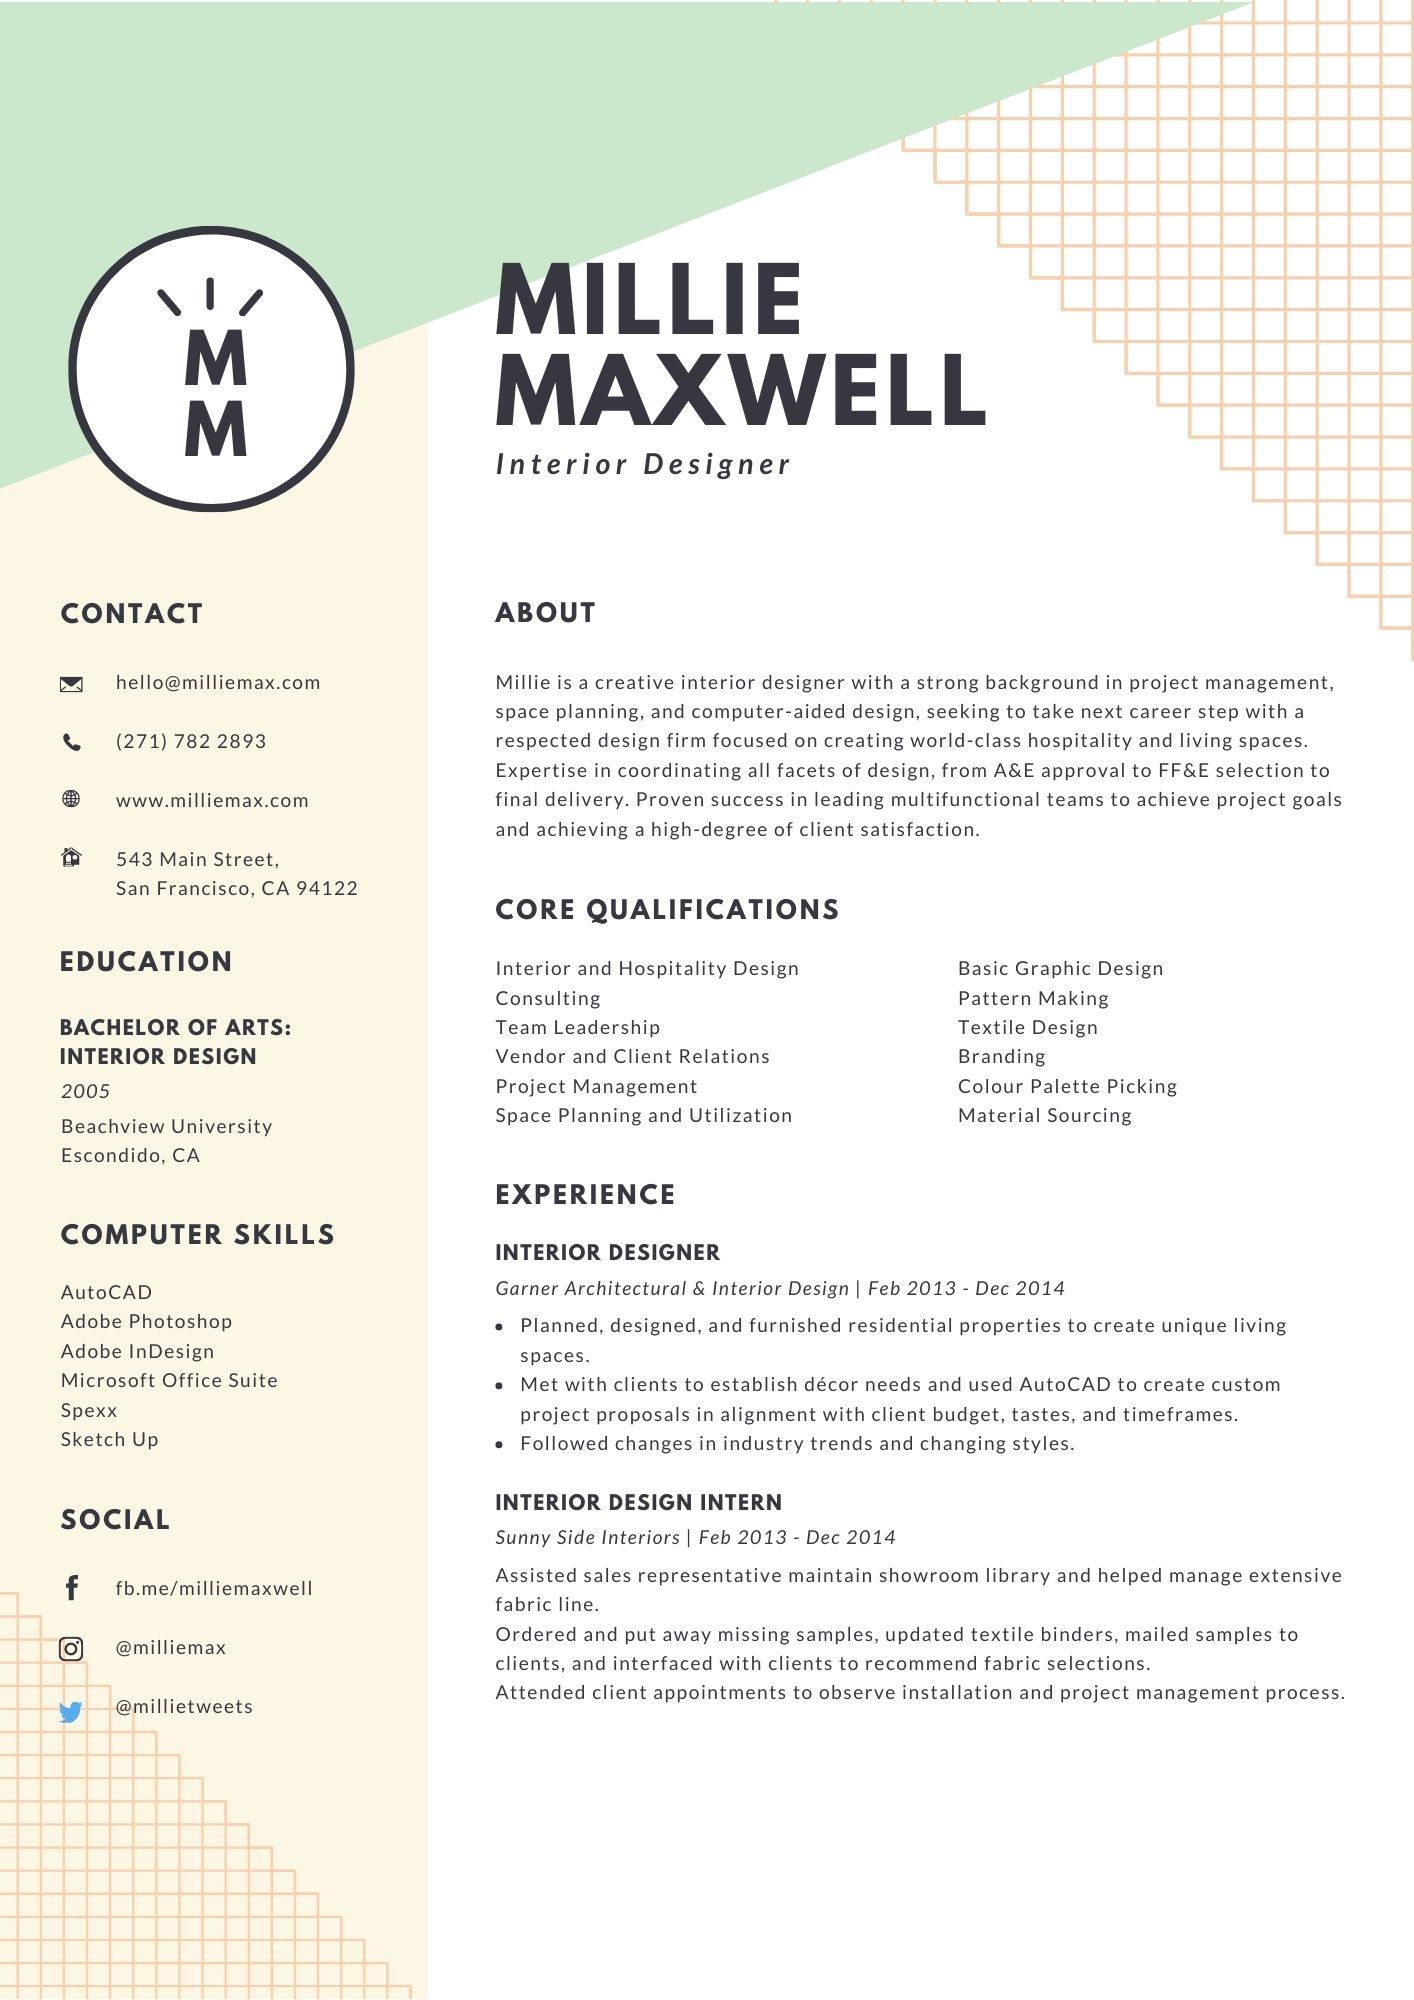 M
M
MILLIE
MAXWELL
Interior Designer
CONTACT
hello@milliemax.com
(271) 782 2893
www.milliemax.com
543 Main Street,
San Francisco, CA 94122
EDUCATION
BACHELOR OF ARTS:
INTERIOR DESIGN
2005
Beachview University
Escondido, CA
COMPUTER SKILLS
AutoCAD
Adobe Photoshop
Adobe InDesign
Microsoft Office Suite
Spexx
Sketch Up
SOCIAL
fb.me/milliemaxwell
@milliemax
@millietweets
ABOUT
Millie is a creative interior designer with a strong background in project management,
space planning, and computer-aided design, seeking to take next career step with a
respected design firm focused on creating world-class hospitality and living spaces.
Expertise in coordinating all facets of design, from A&E approval to FF&E selection to
final delivery. Proven success in leading multifunctional teams to achieve project goals
and achieving a high-degree of client satisfaction.
CORE QUALIFICATIONS
Interior and Hospitality Design
Consulting
Team Leadership
Vendor and Client Relations
Project Management
Space Planning and Utilization
Basic Graphic Design
Pattern Making
Textile Design
Branding
Colour Palette Picking
Material Sourcing
EXPERIENCE
INTERIOR DESIGNER
Garner Architectural & Interior Design | Feb 2013 - Dec 2014
• Planned, designed, and furnished residential properties to create unique living
spaces.
• Met with clients to establish décor needs and used AutoCAD to create custom
project proposals in alignment with client budget, tastes, and timeframes.
• Followed changes in industry trends and changing styles.
INTERIOR DESIGN INTERN
Sunny Side Interiors | Feb 2013 - Dec 2014
Assisted sales representative maintain showroom library and helped manage extensive
fabric line.
Ordered and put away missing samples, updated textile binders, mailed samples to
clients, and interfaced with clients to recommend fabric selections.
Attended client appointments to observe installation and project management process.